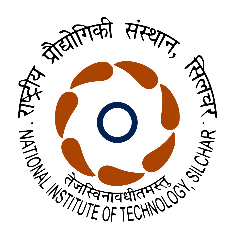 राष्ट्रीय प्रौद्योगिकी संस्थान, सिलचर
तेजस्विनावधीतमस्तु
NATIONAL INSTITUTE OF TECHNOLOGY, SILCHAR